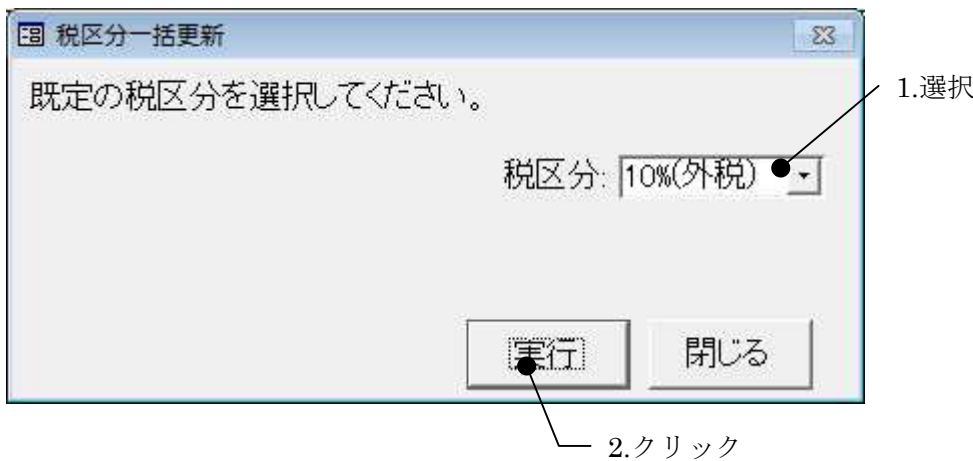 税区分一括更新
既定の税区分を選択してください。
1.選択
税区分: 10%(外税)
実行 閉じる
2.クリック